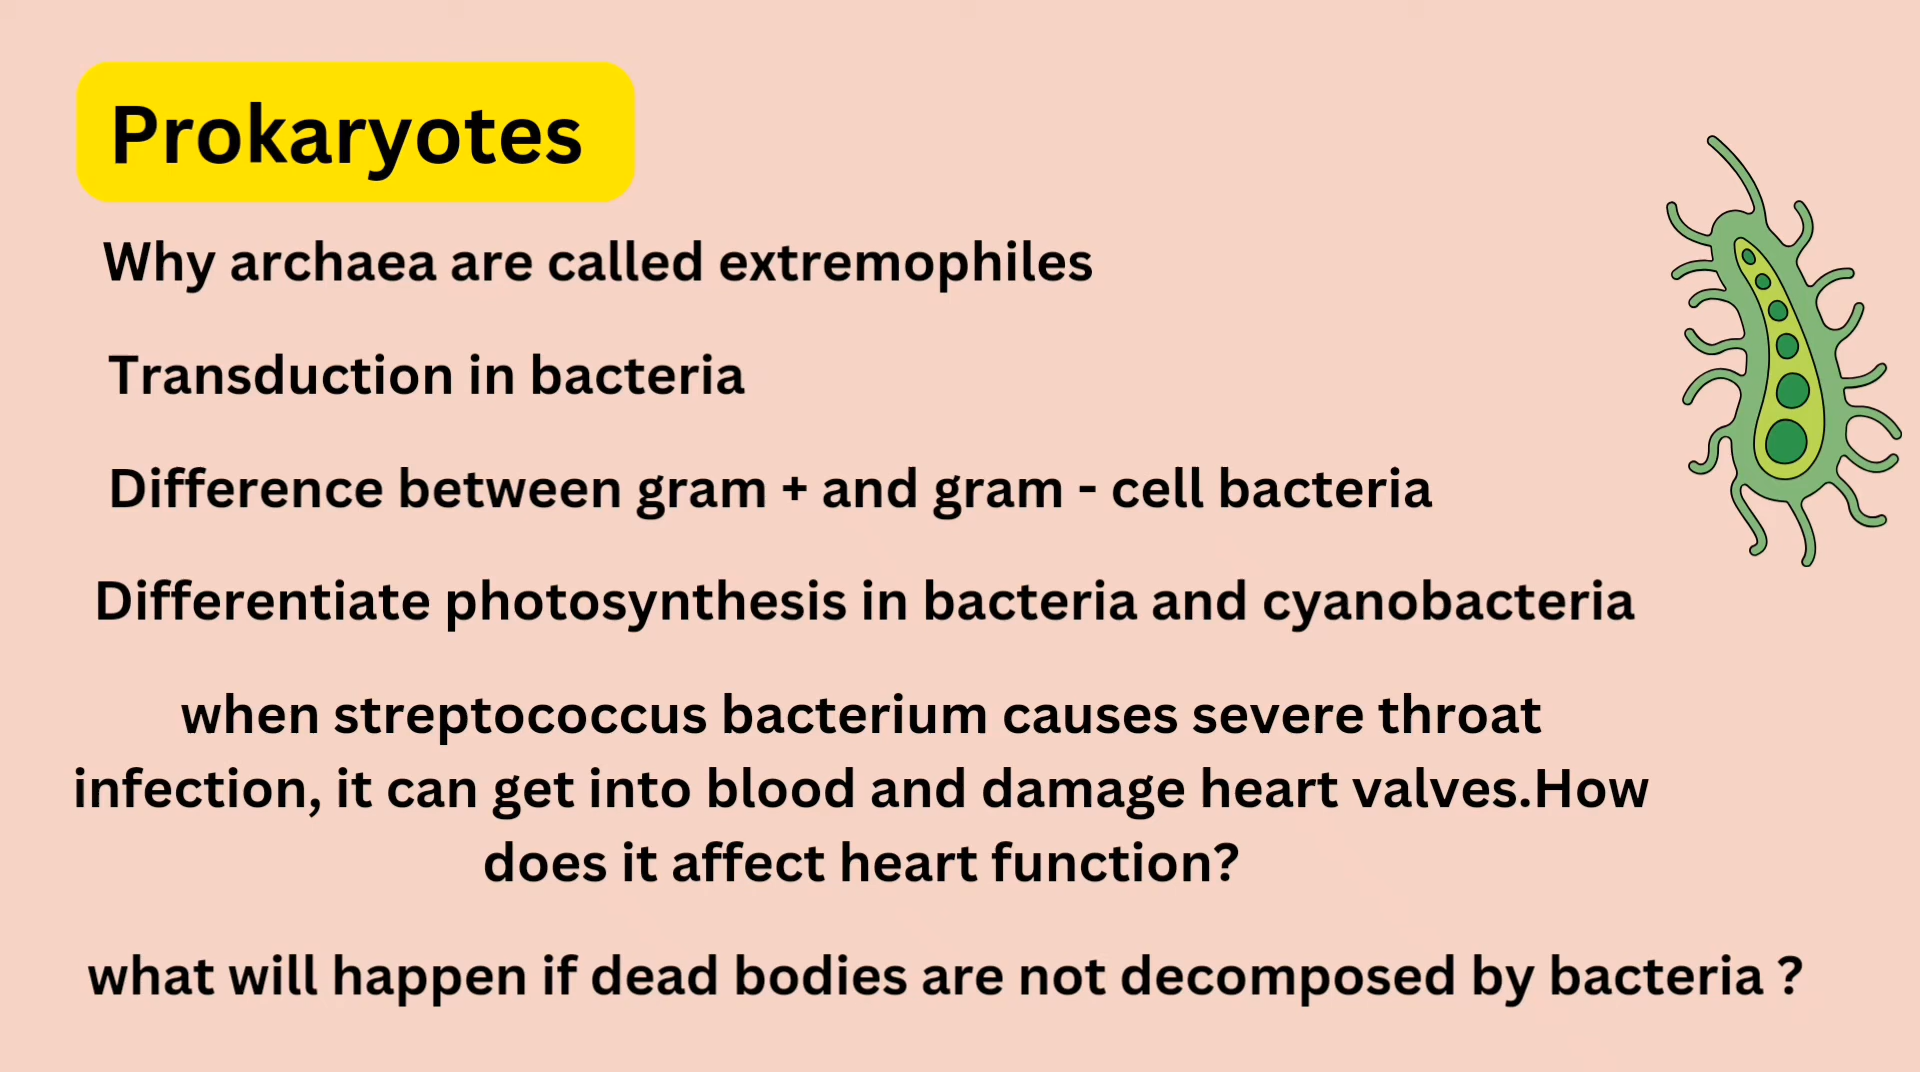 Prokaryotes
Why archaea are called extremophiles
Transduction in bacteria
Difference between gram + and gram - cell bacteria
Differentiate photosynthesis in bacteria and cyanobacteria
when streptococcus bacterium causes severe throat
infection, it can get into blood and damage heart valves.How
does it affect heart function?
what will happen if dead bodies are not decomposed by bacteria ?